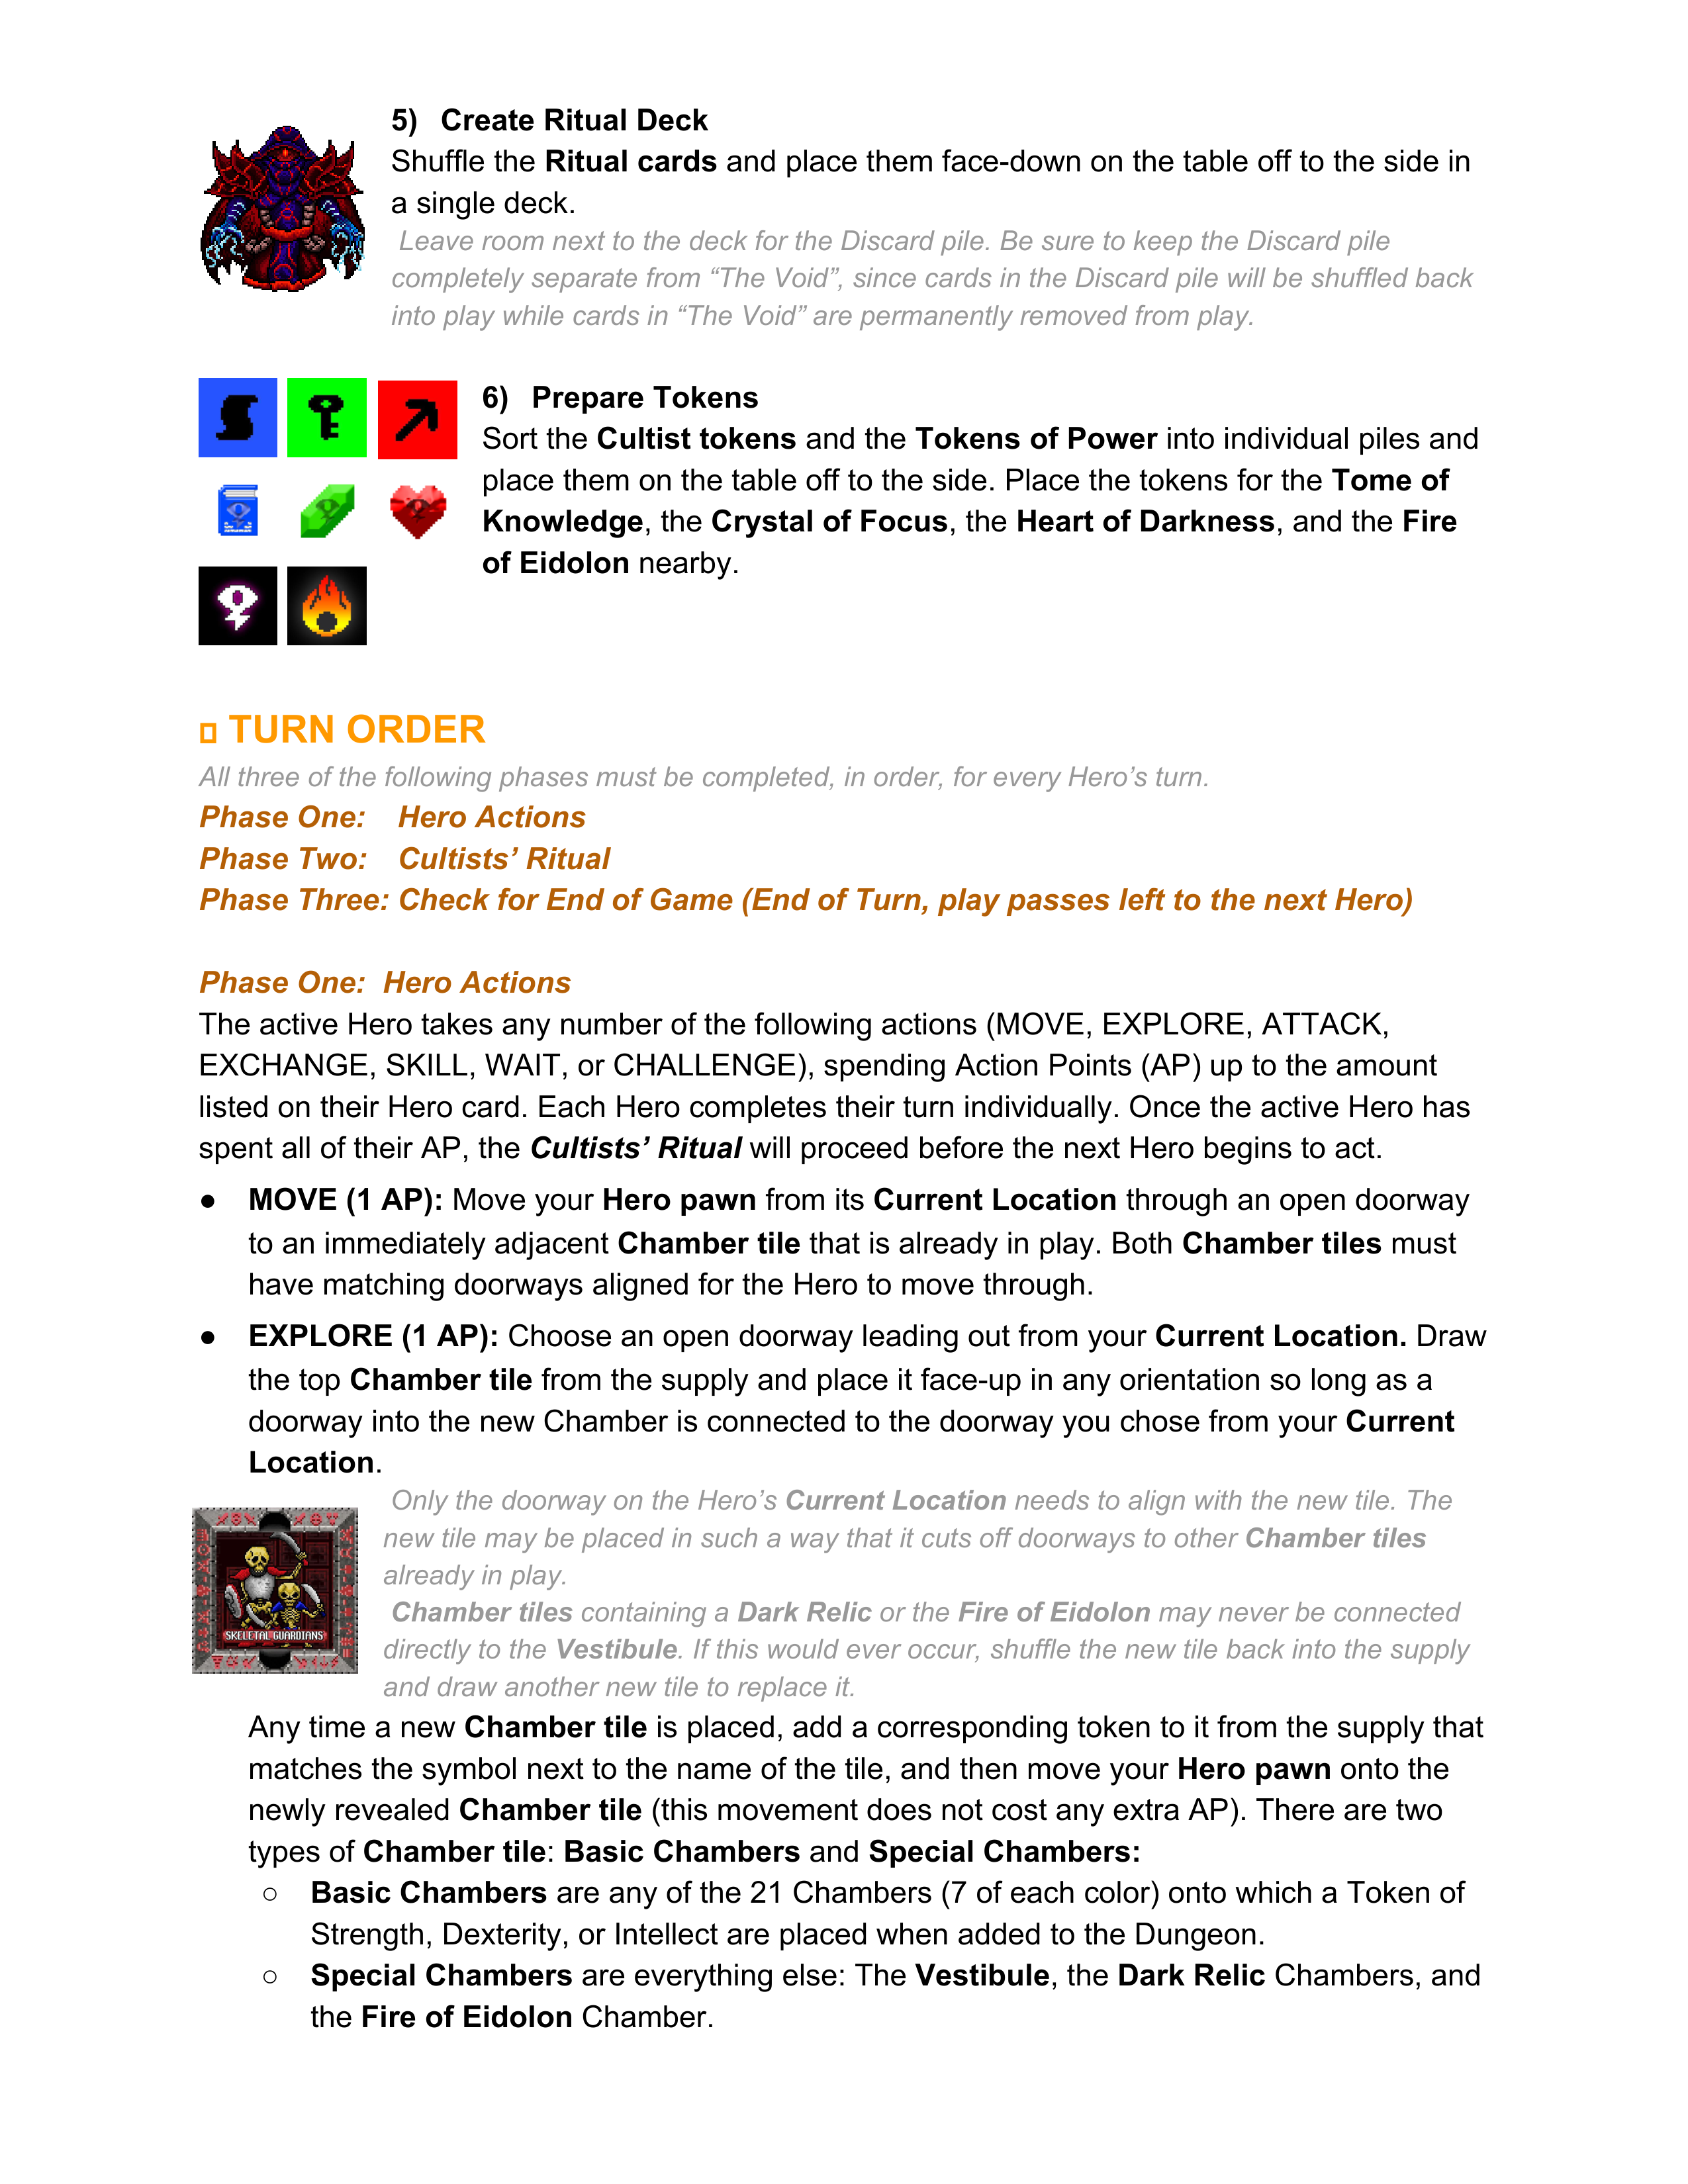 5) Create Ritual Deck
Shuffle the Ritual cards and place them face-down on the table off to the side in
a single deck.
Leave room next to the deck for the Discard pile. Be sure to keep the Discard pile
completely separate from “The Void”, since cards in the Discard pile will be shuffled back
into play while cards in “The Void” are permanently removed from play.
6) Prepare Tokens
Sort the Cultist tokens and the Tokens of Power into individual piles and
place them on the table off to the side. Place the tokens for the Tome of
Knowledge, the Crystal of Focus, the Heart of Darkness, and the Fire
of Eidolon nearby.
TURN ORDER
All three of the following phases must be completed, in order, for every Hero’s turn.
Phase One: Hero Actions
Phase Two: Cultists’ Ritual
Phase Three: Check for End of Game (End of Turn, play passes left to the next Hero)
Phase One: Hero Actions
The active Hero takes any number of the following actions (MOVE, EXPLORE, ATTACK,
EXCHANGE, SKILL, WAIT, or CHALLENGE), spending Action Points (AP) up to the amount
listed on their Hero card. Each Hero completes their turn individually. Once the active Hero has
spent all of their AP, the Cultists’ Ritual will proceed before the next Hero begins to act.
● MOVE (1 AP): Move your Hero pawn from its Current Location through an open doorway
to an immediately adjacent Chamber tile that is already in play. Both Chamber tiles must
have matching doorways aligned for the Hero to move through.
● EXPLORE (1 AP): Choose an open doorway leading out from your Current Location. Draw
the top Chamber tile from the supply and place it face-up in any orientation so long as a
doorway into the new Chamber is connected to the doorway you chose from your Current
Location.
Only the doorway on the Hero’s Current Location needs to align with the new tile. The
new tile may be placed in such a way that it cuts off doorways to other Chamber tiles
already in play.
Chamber tiles containing a Dark Relic or the Fire of Eidolon may never be connected
directly to the Vestibule. If this would ever occur, shuffle the new tile back into the supply
and draw another new tile to replace it.
SKELETAL GUARDIANS
Any time a new Chamber tile is placed, add a corresponding token to it from the supply that
matches the symbol next to the name of the tile, and then move your Hero pawn onto the
newly revealed Chamber tile (this movement does not cost any extra AP). There are two
types of Chamber tile: Basic Chambers and Special Chambers:
○ Basic Chambers are any of the 21 Chambers (7 of each color) onto which a Token of
Strength, Dexterity, or Intellect are placed when added to the Dungeon.
○ Special Chambers are everything else: The Vestibule, the Dark Relic Chambers, and
the Fire of Eidolon Chamber.